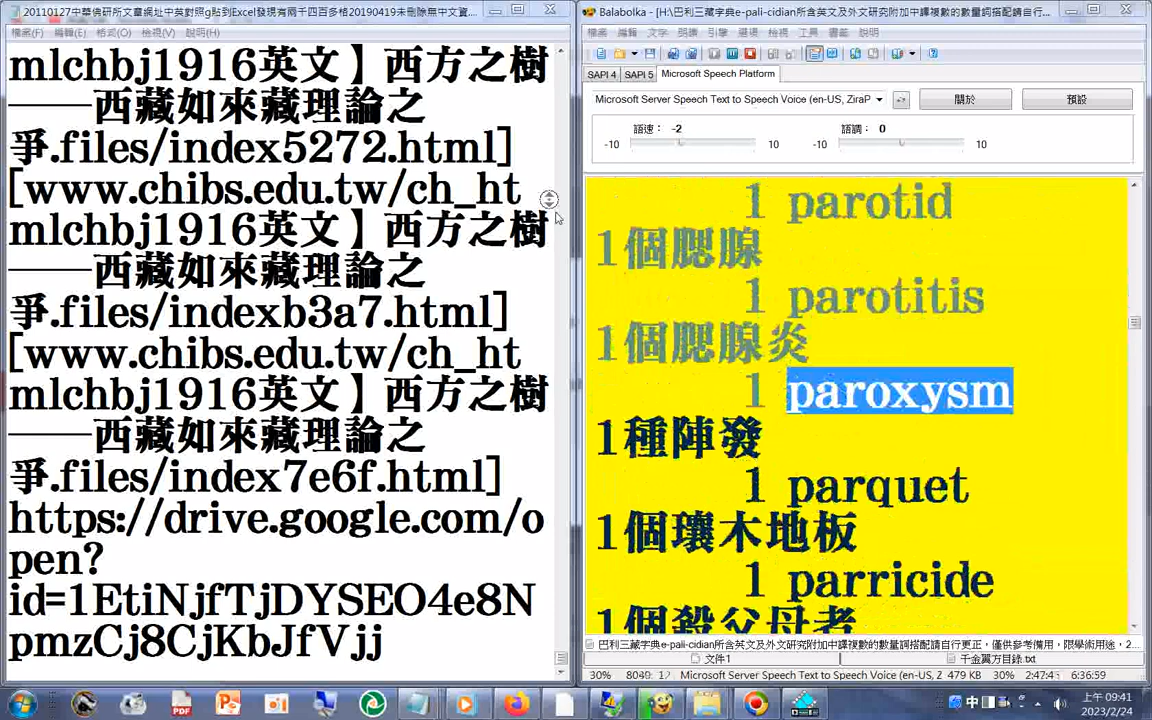 20110127中華佛研所文章網址中英對照g點到Excel發現有兩千四百多格20190419未刪除無中文資...
檔案(F) 編輯(E) 格式(O) 檢視(V) 說明(H)
mlchbj1916英文】西方之樹
——西藏如來藏理論之
爭.files/index5272.html]
[www.chibs.edu.tw/ch_ht
mlchbj1916英文】西方之樹
——西藏如來藏理論之
爭.files/indexb3a7.html]
[www.chibs.edu.tw/ch_ht
mlchbj1916英文】西方之樹
——西藏如來藏理論之
爭.files/index7e6f.html]
https://drive.google.com/o
pen?
id=1EtiNjfTjDYSEO4e8N
pmzCj8CjKbJfVjj
Balabolka - [H:\巴利三藏字典e-pali-cidian所含英文及外文研究附加中譯複數的數量詞搭配請自行...
檔案 編輯 文字 朗讀 引擎 選項 檢視 工具 書籤 說明
SAPI 4 SAPI 5 Microsoft Speech Platform
Microsoft Server Speech Text to Speech Voice (en-US, ZiraP
關於
預設
語速： -2 語調： 0
-10 10 -10 10
1 parotid
1個腮腺
1 parotitis
1個腮腺炎
1 paroxysm
1種陣發
1 parquet
1個瓖木地板
1 parricide
1個殺父母者
巴利三藏字典e-pali-cidian所含英文及外文研究附加中譯複數的數量詞搭配請自行更正，僅供參考備用，限學術用途，2...
文件1 千金翼方目錄.txt
30% 8049: 1 Microsoft Server Speech Text to Speech Voice (en-US, Z 479 KB 30% 2:47:4 6:36:59
中
上午 09:41
2023/2/24